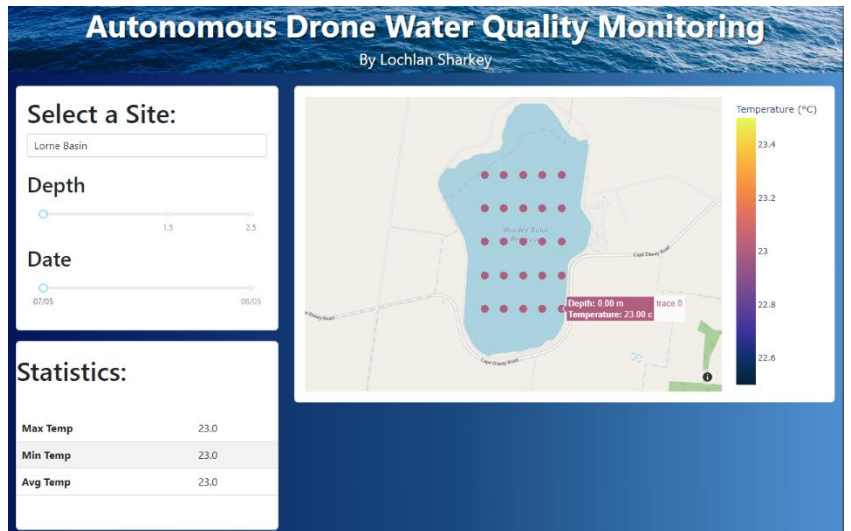 Autonomous Drone Water Quality Monitoring
By Lochlan Sharkey
Select a Site:
Lorne Basin
Depth
1.5
2.5
Date
07/05
08/05
Statistics:
Max Temp 23.0
Min Temp 23.0
Avg Temp 23.0
Wurdee Boluc
Reservoir
Cape Otway Road
Cape Otway Road
Cape Otway Road
Depth: 0.00 m trace 0
Temperature: 23.00 c
Temperature (°C)
23.4
23.2
23
22.8
22.6